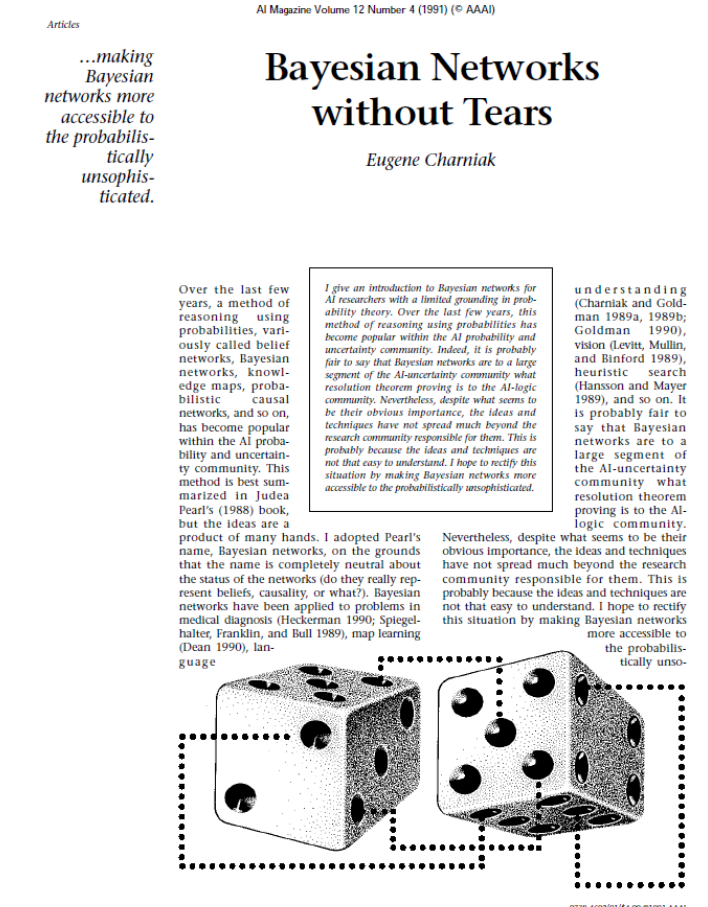 AI Magazine Volume 12 Number 4 (1991) (© AAAI)
Articles
…making
Bayesian
networks more
accessible to
the probabilis-
tically
unsophis-
ticated.
Bayesian Networks
without Tears
Eugene Charniak
I give an introduction to Bayesian networks for
AI researchers with a limited grounding in prob-
ability theory. Over the last few years, this
method of reasoning using probabilities has
become popular within the AI probability and
uncertainty community. Indeed, it is probably
fair to say that Bayesian networks are to a large
segment of the AI-uncertainty community what
resolution theorem proving is to the AI-logic
community. Nevertheless, despite what seems to
be their obvious importance, the ideas and
techniques have not spread much beyond the
research community responsible for them. This is
probably because the ideas and techniques are
not that easy to understand. I hope to rectify this
situation by making Bayesian networks more
accessible to the probabilistically unsophisticated.
Over the last few
years, a method of
reasoning using
probabilities, vari-
ously called belief
networks, Bayesian
networks, knowl-
edge maps, proba-
bilistic causal
networks, and so on,
has become popular
within the AI proba-
bility and uncertain-
ty community. This
method is best sum-
marized in Judea
Pearl's (1988) book,
but the ideas are a
product of many hands. I adopted Pearl's
name, Bayesian networks, on the grounds
that the name is completely neutral about
the status of the networks (do they really rep-
resent beliefs, causality, or what?). Bayesian
networks have been applied to problems in
medical diagnosis (Heckerman 1990; Spiegel-
halter, Franklin, and Bull 1989), map learning
(Dean 1990), lan-
guage
understanding
(Charniak and Gold-
man 1989a, 1989b;
Goldman 1990),
vision (Levitt, Mullin,
and Binford 1989),
heuristic search
(Hansson and Mayer
1989), and so on. It
is probably fair to
say that Bayesian
networks are to a
large segment of
the AI-uncertainty
community what
resolution theorem
proving is to the AI-
logic community.
Nevertheless, despite what seems to be their
obvious importance, the ideas and techniques
have not spread much beyond the research
community responsible for them. This is
probably because the ideas and techniques are
not that easy to understand. I hope to rectify
this situation by making Bayesian networks
more accessible to
the probabilis-
tically unso-